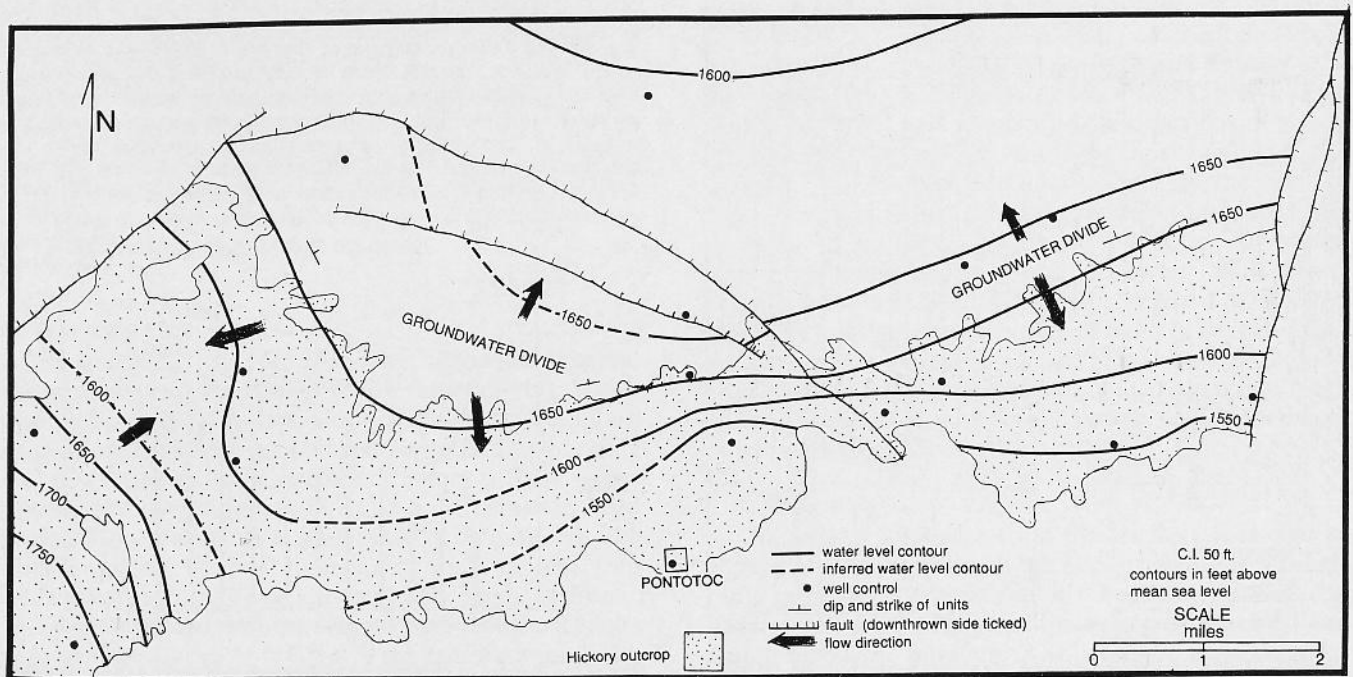 1600
N
1650
1650
GROUNDWATER DIVIDE
1650
GROUNDWATER DIVIDE
1600
1650
1600
1650
1600
1550
1700
1550
1750
PONTOTOC
water level contour
inferred water level contour
well control
dip and strike of units
fault (downthrown side ticked)
flow direction
Hickory outcrop
C.I. 50 ft.
contours in feet above
mean sea level
SCALE
miles
0 1 2